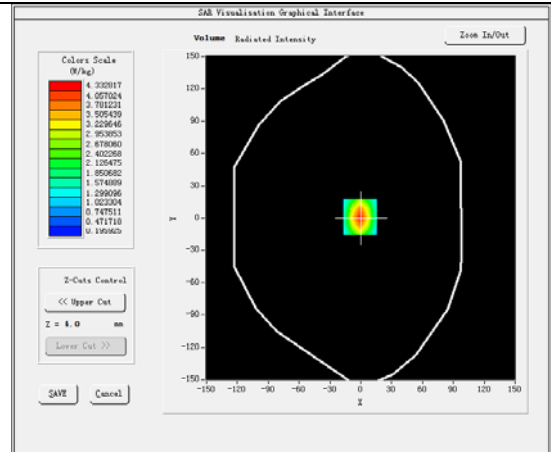 SAR Visualisation Graphical Interface
Volume Radiated Intensity
Zoom In/Out
Colors Scale
(W/kg)
4.332817
4.057024
3.781231
3.505439
3.229646
2.953853
2.678060
2.402268
2.126475
1.850682
1.574889
1.299096
1.023304
0.747511
0.471718
0.195925
Z-Cuts Control
<< Upper Cut
Z = 4.0 mm
Lower Cut >>
SAVE
Cancel
150
120
90
60
30
0
-30
-60
-90
-120
-150
Y
-150 -120 -90 -60 -30 0 30 60 90 120 150
X